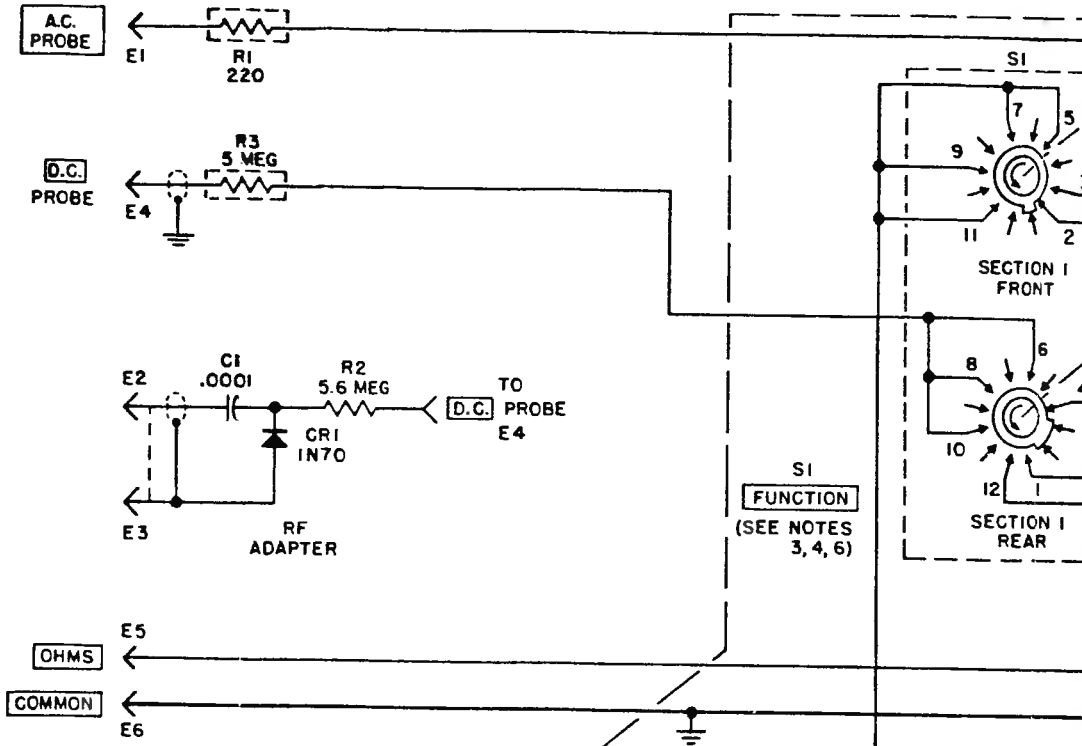 A.C.
PROBE
E1
R1
220
S1
7
5
9
11
2
SECTION 1
FRONT
R3
5 MEG
D.C.
PROBE
E4
6
8
10
12
1
SECTION 1
REAR
E2
C1
.0001
R2
5.6 MEG
TO
D.C. PROBE
E4
CR1
1N70
E3
RF
ADAPTER
S1
FUNCTION
(SEE NOTES
3, 4, 6)
E5
OHMS
COMMON
E6